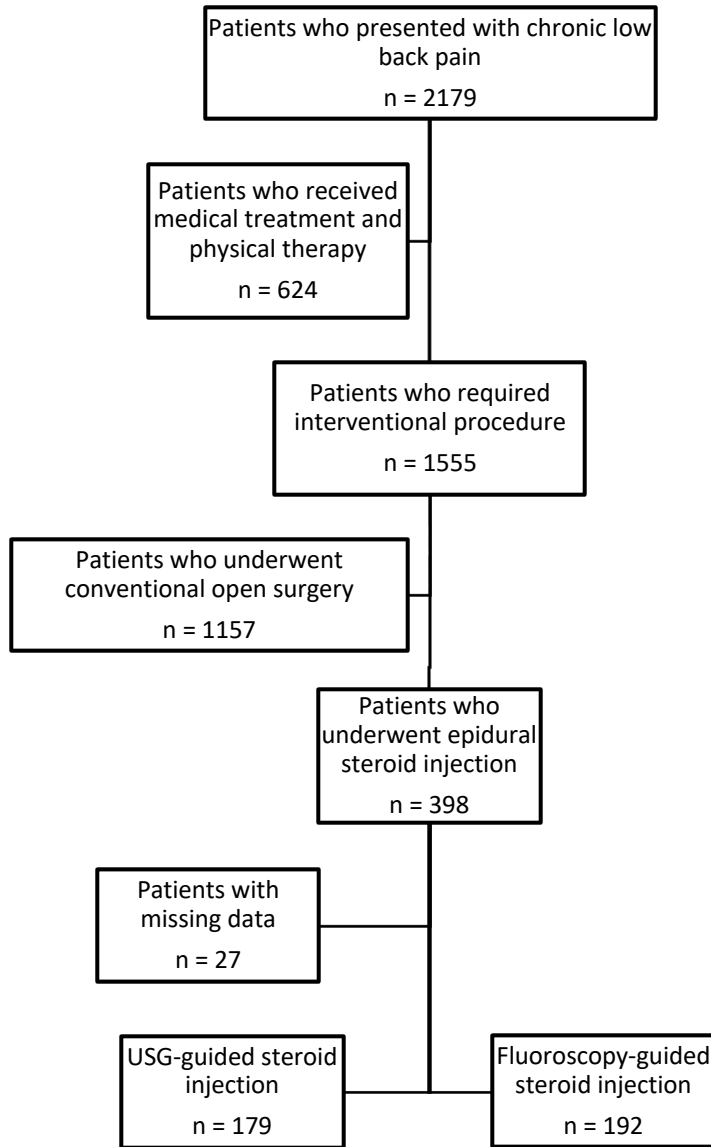 Patients who presented with chronic low
back pain
n = 2179
Patients who received
medical treatment and
physical therapy
n = 624
Patients who required
interventional procedure
n = 1555
Patients who underwent
conventional open surgery
n = 1157
Patients who
underwent epidural
steroid injection
n = 398
Patients with
missing data
n = 27
USG-guided steroid
injection
n = 179
Fluoroscopy-guided
steroid injection
n = 192